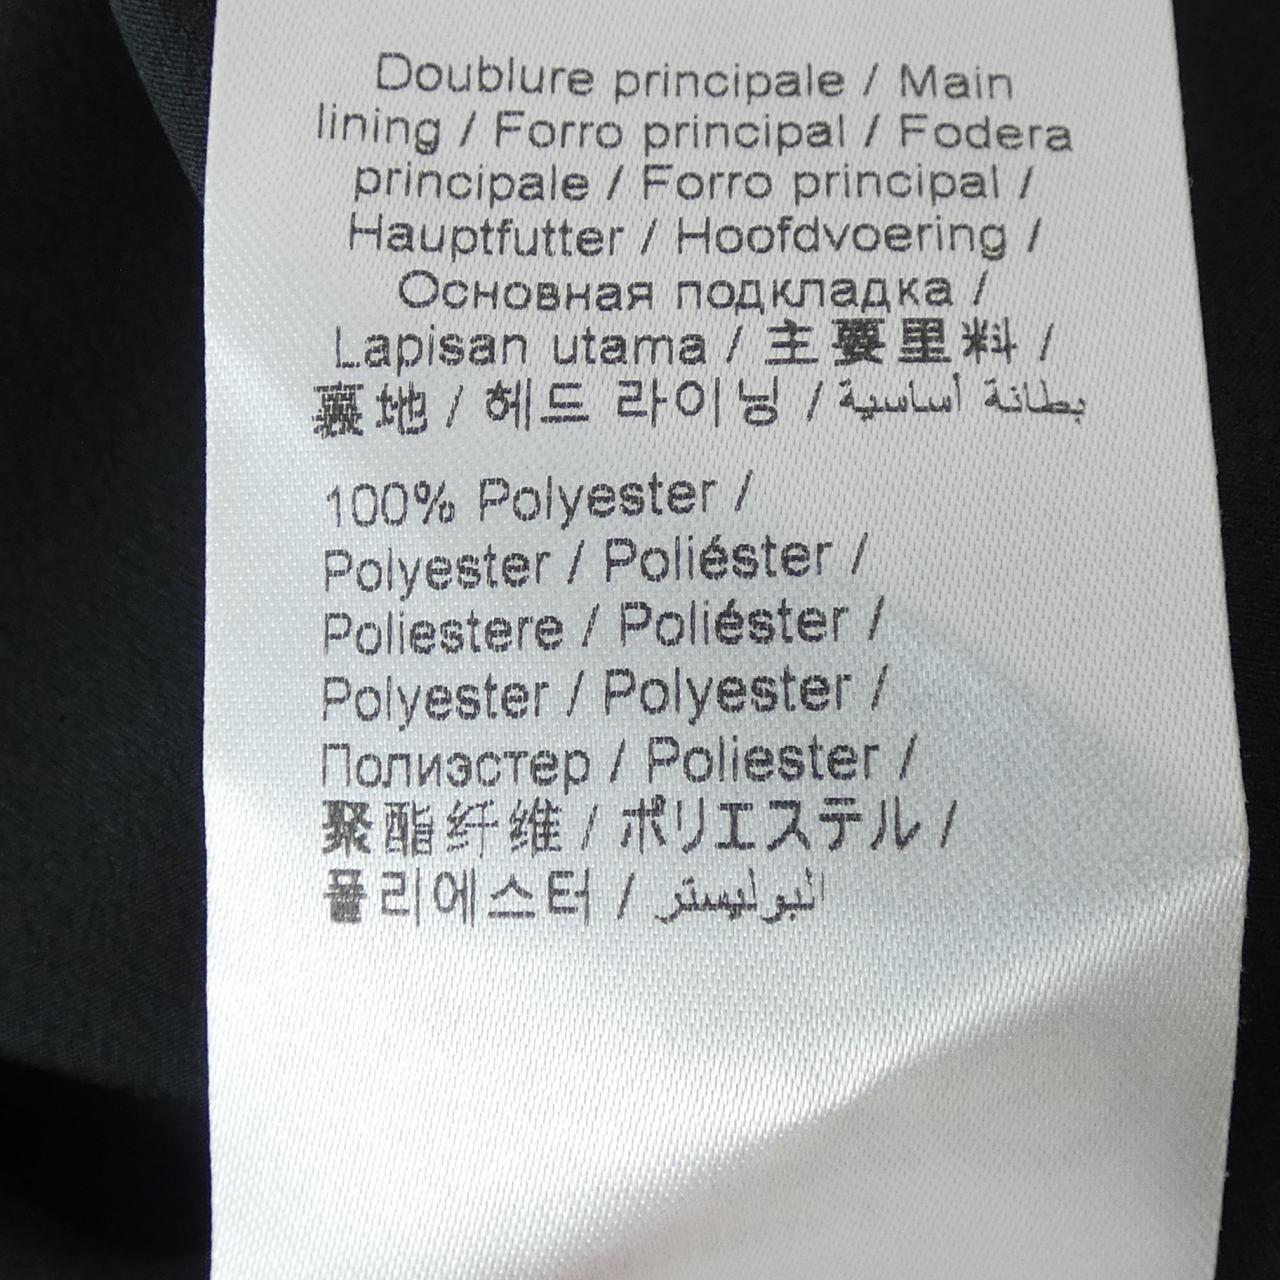 Doublure principale / Main
lining / Forro principal / Fodera
principale / Forro principal /
Hauptfutter / Hoofdvoering /
Основная подкладка /
Lapisan utama / 主要里料 /
裏地 / 헤드 라이닝 / بطانة أساسية
100% Polyester /
Polyester / Poliéster /
Poliestere / Poliéster /
Polyester / Polyester /
Полиэстер / Poliester /
聚酯纤维 / ポリエステル /
폴리에스터 / البوليستر